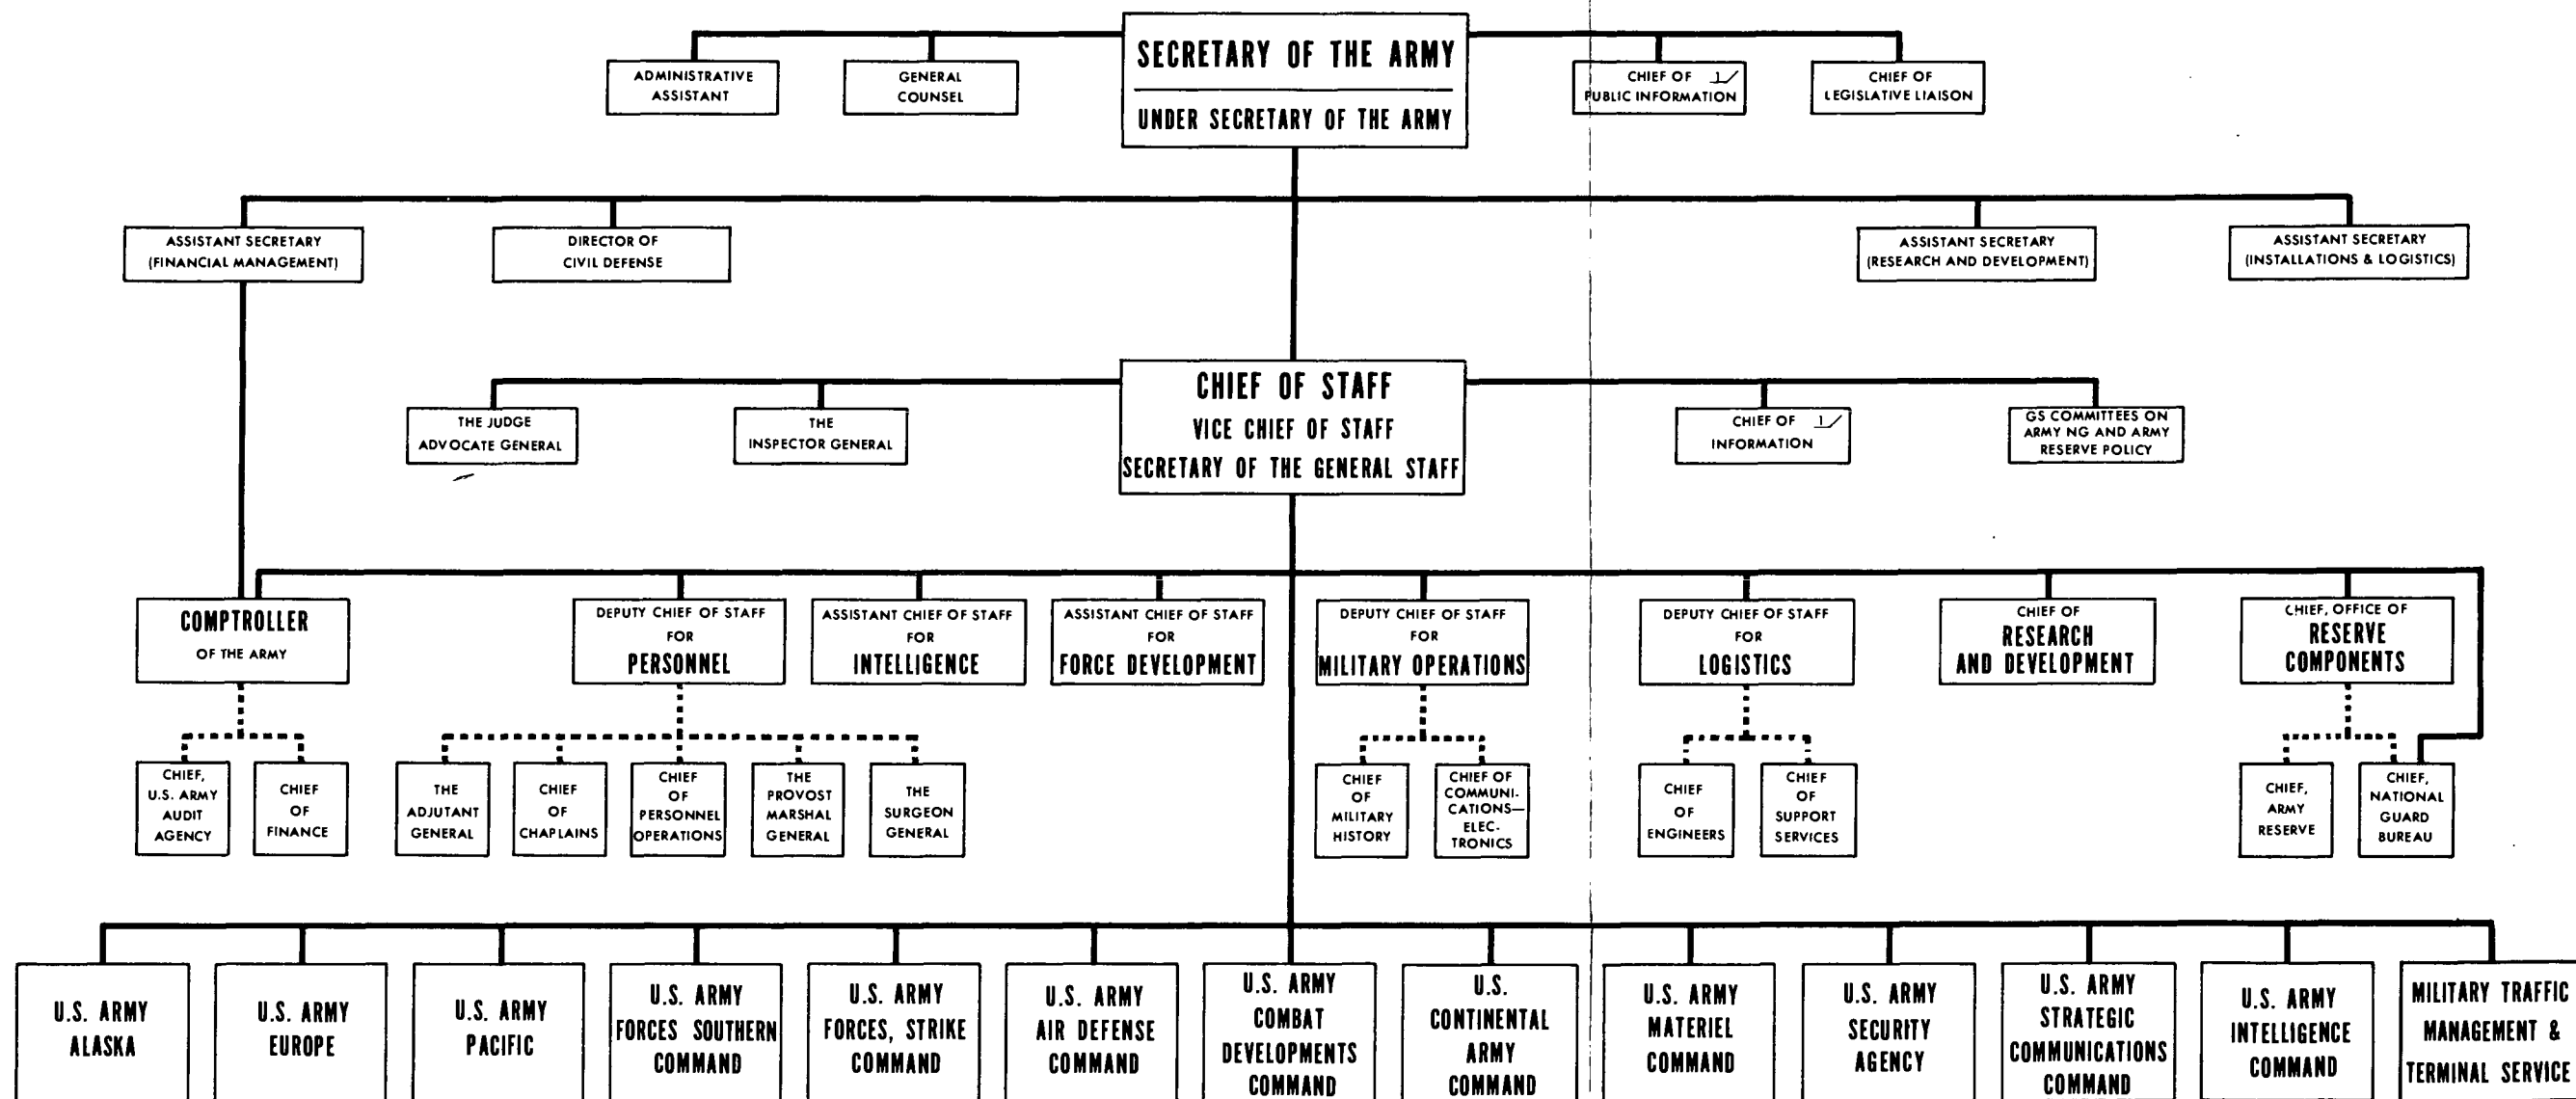 SECRETARY OF THE ARMY
UNDER SECRETARY OF THE ARMY
ADMINISTRATIVE
ASSISTANT
GENERAL
COUNSEL
CHIEF OF 1/
PUBLIC INFORMATION
CHIEF OF
LEGISLATIVE LIAISON
ASSISTANT SECRETARY
(FINANCIAL MANAGEMENT)
DIRECTOR OF
CIVIL DEFENSE
ASSISTANT SECRETARY
(RESEARCH AND DEVELOPMENT)
ASSISTANT SECRETARY
(INSTALLATIONS & LOGISTICS)
CHIEF OF STAFF
VICE CHIEF OF STAFF
SECRETARY OF THE GENERAL STAFF
THE JUDGE
ADVOCATE GENERAL
THE
INSPECTOR GENERAL
CHIEF OF 1/
INFORMATION
GS COMMITTEES ON
ARMY NG AND ARMY
RESERVE POLICY
COMPTROLLER
OF THE ARMY
DEPUTY CHIEF OF STAFF
FOR
PERSONNEL
ASSISTANT CHIEF OF STAFF
FOR
INTELLIGENCE
ASSISTANT CHIEF OF STAFF
FOR
FORCE DEVELOPMENT
DEPUTY CHIEF OF STAFF
FOR
MILITARY OPERATIONS
DEPUTY CHIEF OF STAFF
FOR
LOGISTICS
CHIEF OF
RESEARCH
AND DEVELOPMENT
CHIEF, OFFICE OF
RESERVE
COMPONENTS
CHIEF,
U.S. ARMY
AUDIT
AGENCY
CHIEF
OF
FINANCE
THE
ADJUTANT
GENERAL
CHIEF
OF
CHAPLAINS
CHIEF
OF
PERSONNEL
OPERATIONS
THE
PROVOST
MARSHAL
GENERAL
THE
SURGEON
GENERAL
CHIEF
OF
MILITARY
HISTORY
CHIEF OF
COMMUNI-
CATIONS—
ELEC-
TRONICS
CHIEF
OF
ENGINEERS
CHIEF
OF
SUPPORT
SERVICES
CHIEF,
ARMY
RESERVE
CHIEF,
NATIONAL
GUARD
BUREAU
U.S. ARMY
ALASKA
U.S. ARMY
EUROPE
U.S. ARMY
PACIFIC
U.S. ARMY
FORCES SOUTHERN
COMMAND
U.S. ARMY
FORCES, STRIKE
COMMAND
U.S. ARMY
AIR DEFENSE
COMMAND
U.S. ARMY
COMBAT
DEVELOPMENTS
COMMAND
U.S.
CONTINENTAL
ARMY
COMMAND
U.S. ARMY
MATERIEL
COMMAND
U.S. ARMY
SECURITY
AGENCY
U.S. ARMY
STRATEGIC
COMMUNICATIONS
COMMAND
U.S. ARMY
INTELLIGENCE
COMMAND
MILITARY TRAFFIC
MANAGEMENT &
TERMINAL SERVICE